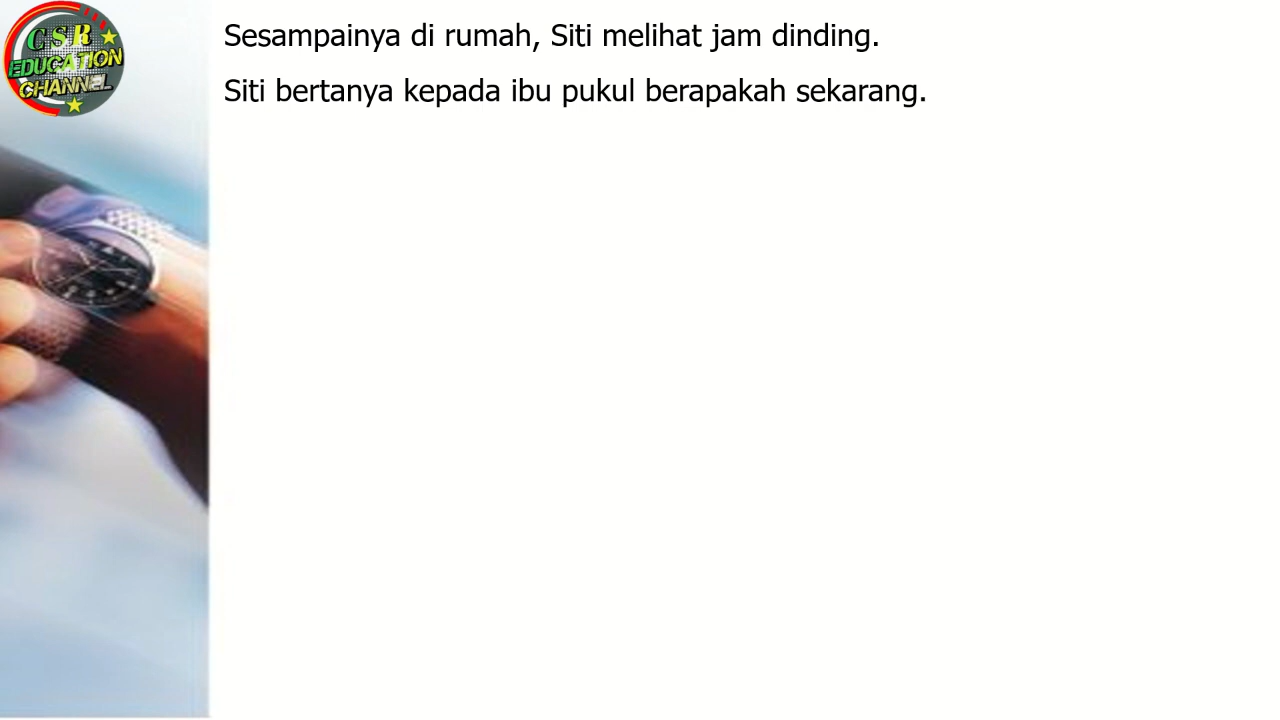 CSR
EDUCATION
CHANNEL
Sesampainya di rumah, Siti melihat jam dinding.
Siti bertanya kepada ibu pukul berapakah sekarang.